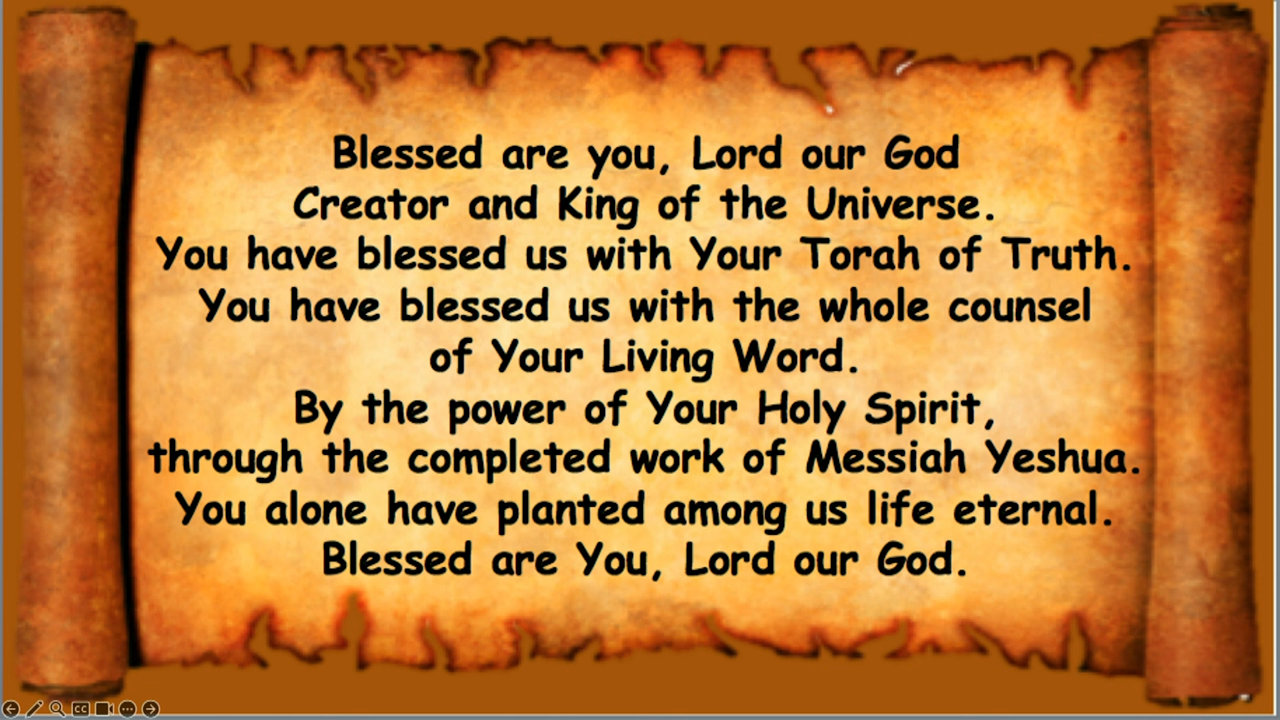 Blessed are you, Lord our God
Creator and King of the Universe.
You have blessed us with Your Torah of Truth.
You have blessed us with the whole counsel
of Your Living Word.
By the power of Your Holy Spirit,
through the completed work of Messiah Yeshua.
You alone have planted among us life eternal.
Blessed are You, Lord our God.
CC